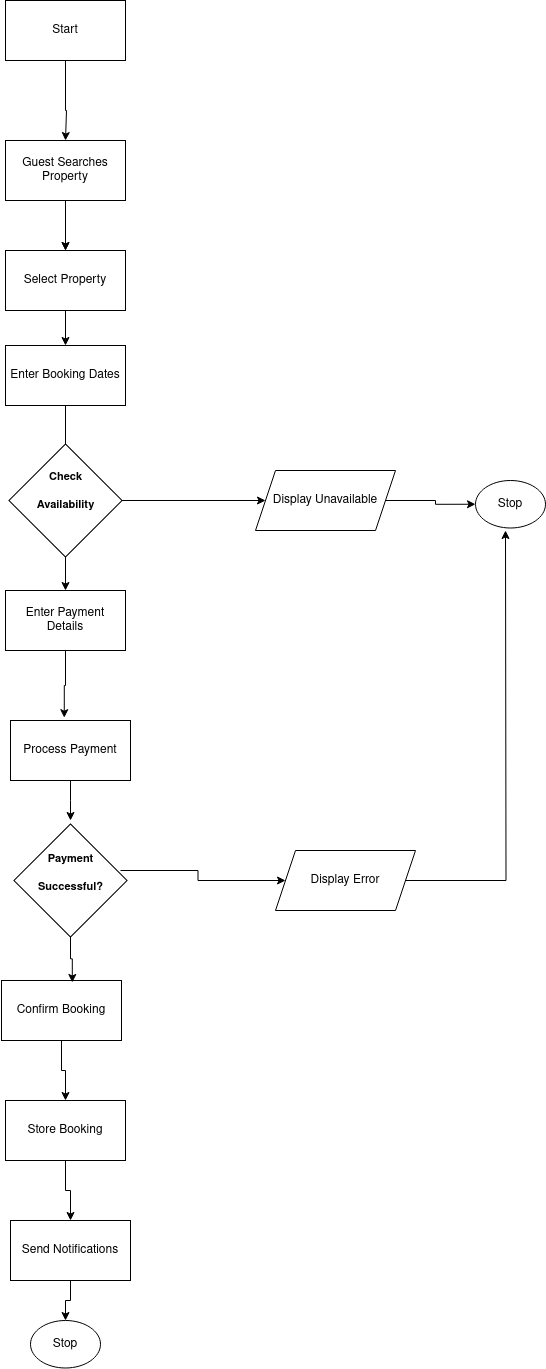 Start
Guest Searches
Property
Select Property
Enter Booking Dates
Check
Availability
Display Unavailable
Stop
Enter Payment
Details
Process Payment
Payment
Successful?
Display Error
Confirm Booking
Store Booking
Send Notifications
Stop